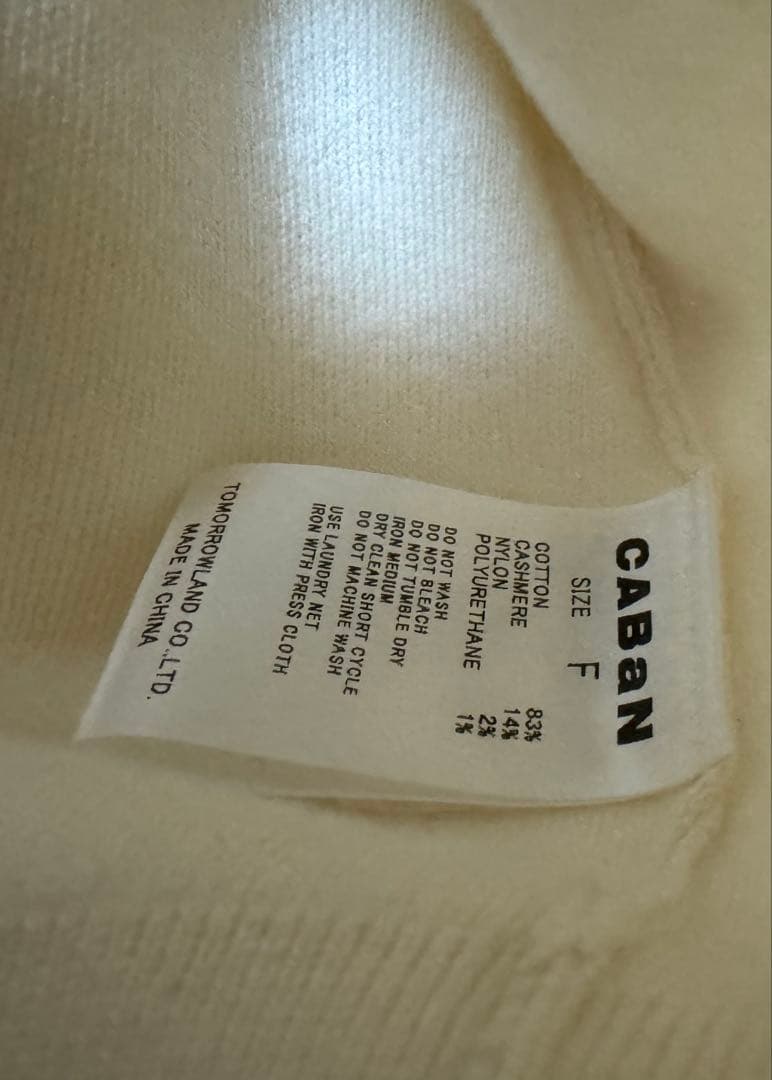 CABaN
SIZE F
COTTON 83%
CASHMERE 14%
NYLON 2%
POLYURETHANE 1%
DO NOT WASH
DO NOT BLEACH
DO NOT TUMBLE DRY
IRON MEDIUM
DRY CLEAN SHORT CYCLE
DO NOT MACHINE WASH
USE LAUNDRY NET
IRON WITH PRESS CLOTH
TOMORROWLAND CO.,LTD.
MADE IN CHINA